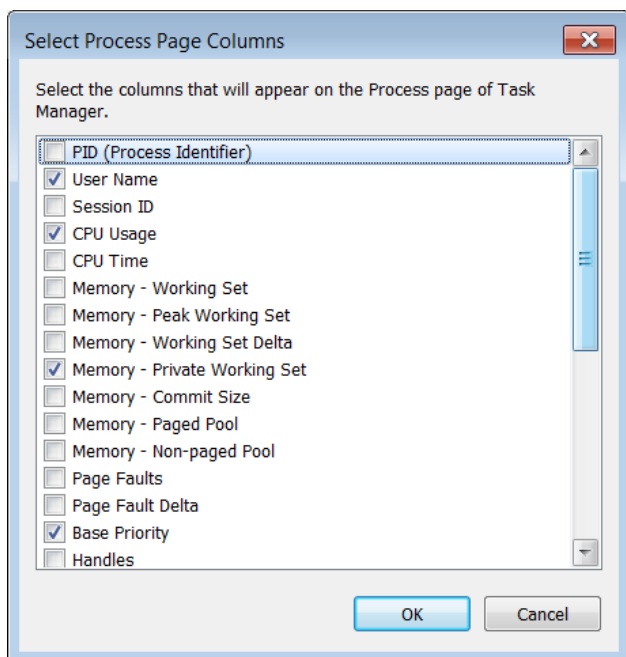 Select Process Page Columns
Select the columns that will appear on the Process page of Task
Manager.
PID (Process Identifier)
User Name
Session ID
CPU Usage
CPU Time
Memory - Working Set
Memory - Peak Working Set
Memory - Working Set Delta
Memory - Private Working Set
Memory - Commit Size
Memory - Paged Pool
Memory - Non-paged Pool
Page Faults
Page Fault Delta
Base Priority
Handles
OK
Cancel